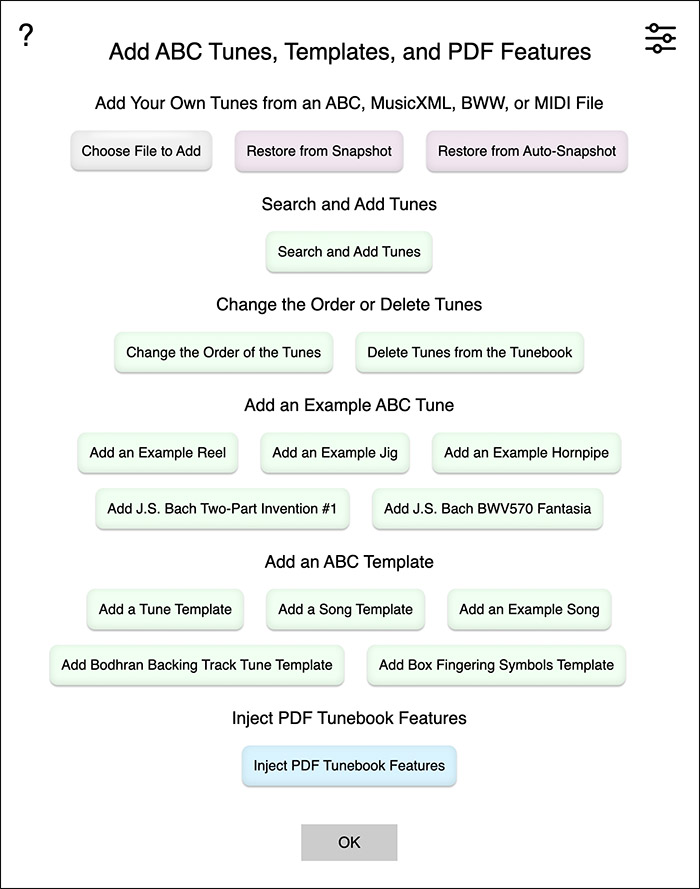 ?
Add ABC Tunes, Templates, and PDF Features
Add Your Own Tunes from an ABC, MusicXML, BWW, or MIDI File
Choose File to Add Restore from Snapshot Restore from Auto-Snapshot
Search and Add Tunes
Search and Add Tunes
Change the Order or Delete Tunes
Change the Order of the Tunes Delete Tunes from the Tunebook
Add an Example ABC Tune
Add an Example Reel Add an Example Jig Add an Example Hornpipe
Add J.S. Bach Two-Part Invention #1 Add J.S. Bach BWV570 Fantasia
Add an ABC Template
Add a Tune Template Add a Song Template Add an Example Song
Add Bodhran Backing Track Tune Template Add Box Fingering Symbols Template
Inject PDF Tunebook Features
Inject PDF Tunebook Features
OK